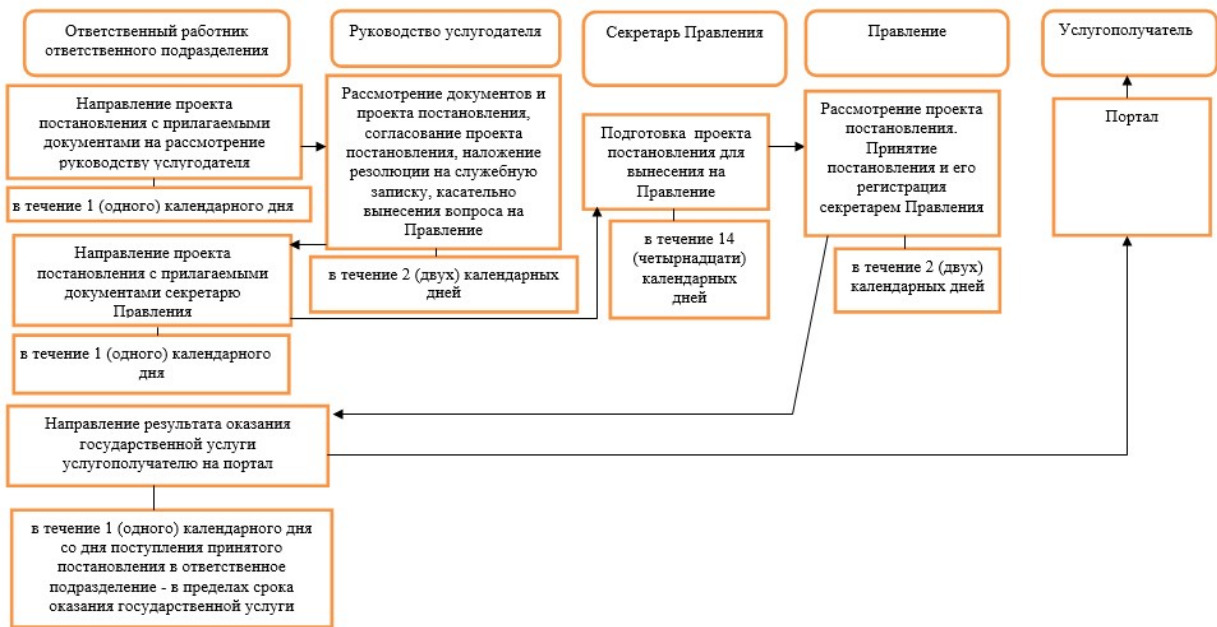 Ответственный работник
ответственного подразделения
Руководство услугодателя
Секретарь Правления
Правление
Услугополучатель
Направление проекта
постановления с прилагаемыми
документами на рассмотрение
руководству услугодателя
в течение 1 (одного) календарного дня
Рассмотрение документов и
проекта постановления,
согласование проекта
постановления, наложение
резолюции на служебную
записку, касательно
вынесения вопроса на
Правление
в течение 2 (двух) календарных
дней
Направление проекта
постановления с прилагаемыми
документами секретарю
Правления
в течение 1 (одного) календарного
дня
Подготовка проекта
постановления для
вынесения на
Правление
в течение 14
(четырнадцати)
календарных
дней
Рассмотрение проекта
постановления.
Принятие
постановления и его
регистрация
секретарем Правления
в течение 2 (двух)
календарных дней
Портал
Направление результата оказания
государственной услуги
услугополучателю на портал
в течение 1 (одного) календарного дня
со дня поступления принятого
постановления в ответственное
подразделение - в пределах срока
оказания государственной услуги